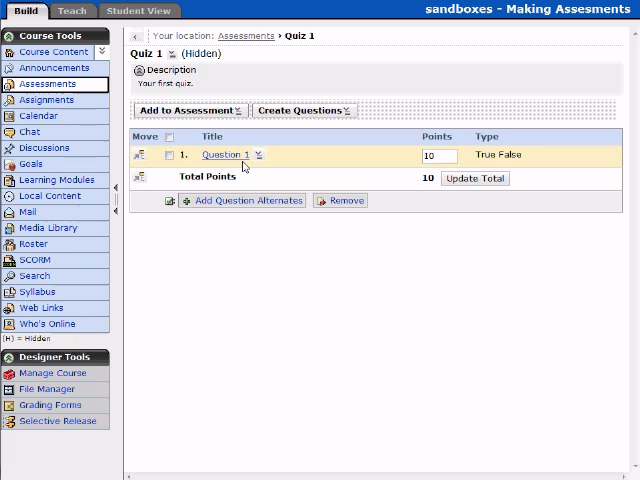 Build Teach Student View sandboxes - Making Assesments
Course Tools
Course Content
Announcements
Assessments
Assignments
Calendar
Chat
Discussions
Goals
Learning Modules
Local Content
Mail
Media Library
Roster
SCORM
Search
Syllabus
Web Links
Who's Online
(H) = Hidden
Designer Tools
Manage Course
File Manager
Grading Forms
Selective Release
Your location: Assessments › Quiz 1
Quiz 1 (Hidden)
Description
Your first quiz.
Add to Assessment Create Questions
Move Title Points Type
1. Question 1 10 True False
Total Points 10 Update Total
Add Question Alternates Remove